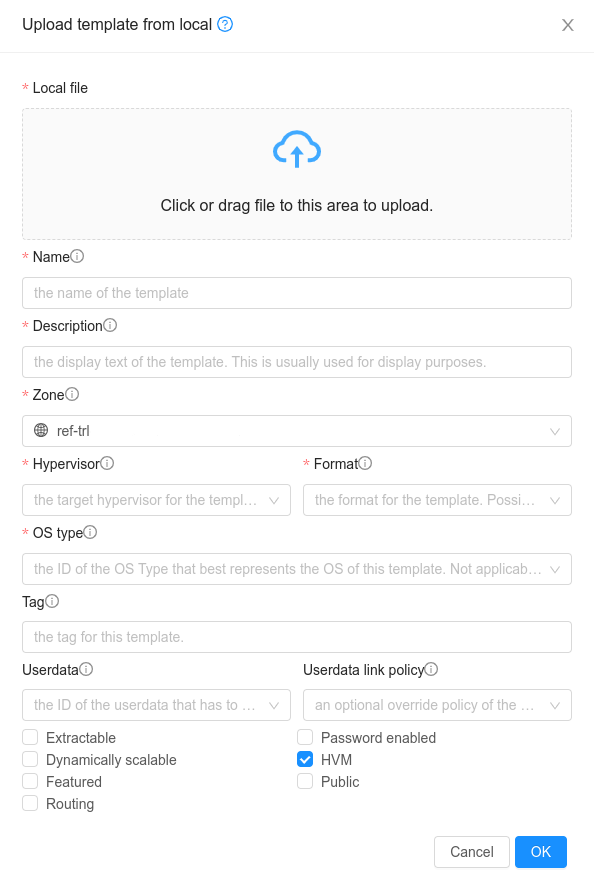 Upload template from local
* Local file
Click or drag file to this area to upload.
* Name
the name of the template
* Description
the display text of the template. This is usually used for display purposes.
* Zone
ref-trl
* Hypervisor
* Format
the target hypervisor for the templ...
the format for the template. Possi...
* OS type
the ID of the OS Type that best represents the OS of this template. Not applicab...
Tag
the tag for this template.
Userdata
Userdata link policy
the ID of the userdata that has to ...
an optional override policy of the ...
Extractable
Password enabled
Dynamically scalable
HVM
Featured
Public
Routing
Cancel
OK